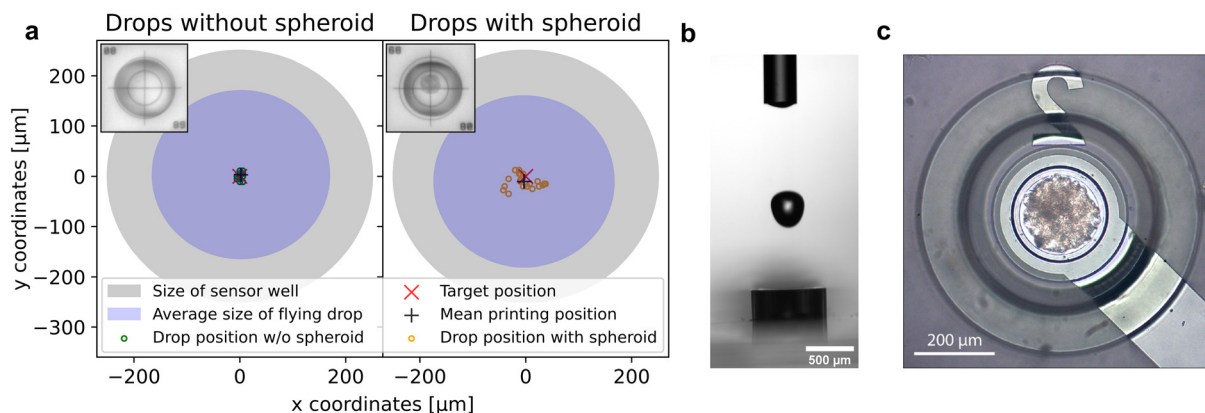 a
Drops without spheroid
Drops with spheroid
b
c
y coordinates [µm]
200
100
0
−100
−200
−300
Size of sensor well
Average size of flying drop
Drop position w/o spheroid
Target position
Mean printing position
Drop position with spheroid
−200
0
200
−200
0
200
x coordinates [µm]
500 µm
2
200 µm